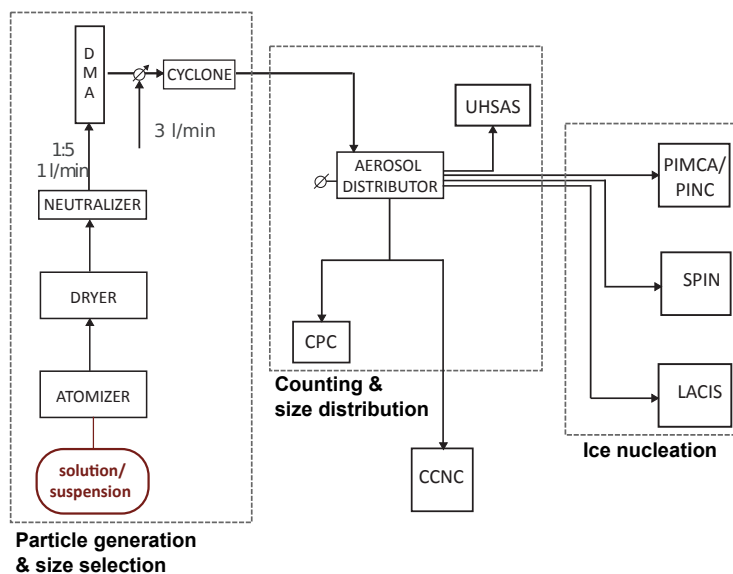 D
M
A
CYCLONE
3 l/min
1:5
1 l/min
NEUTRALIZER
DRYER
ATOMIZER
solution/
suspension
Particle generation
& size selection
UHSAS
AEROSOL
DISTRIBUTOR
CPC
Counting &
size distribution
CCNC
PIMCA/
PINC
SPIN
LACIS
Ice nucleation